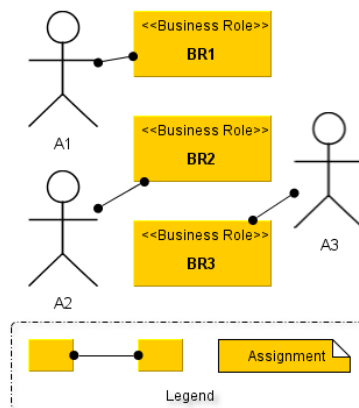 <<Business Role>>
BR1
A1
<<Business Role>>
BR2
A2
A3
<<Business Role>>
BR3
Assignment
Legend